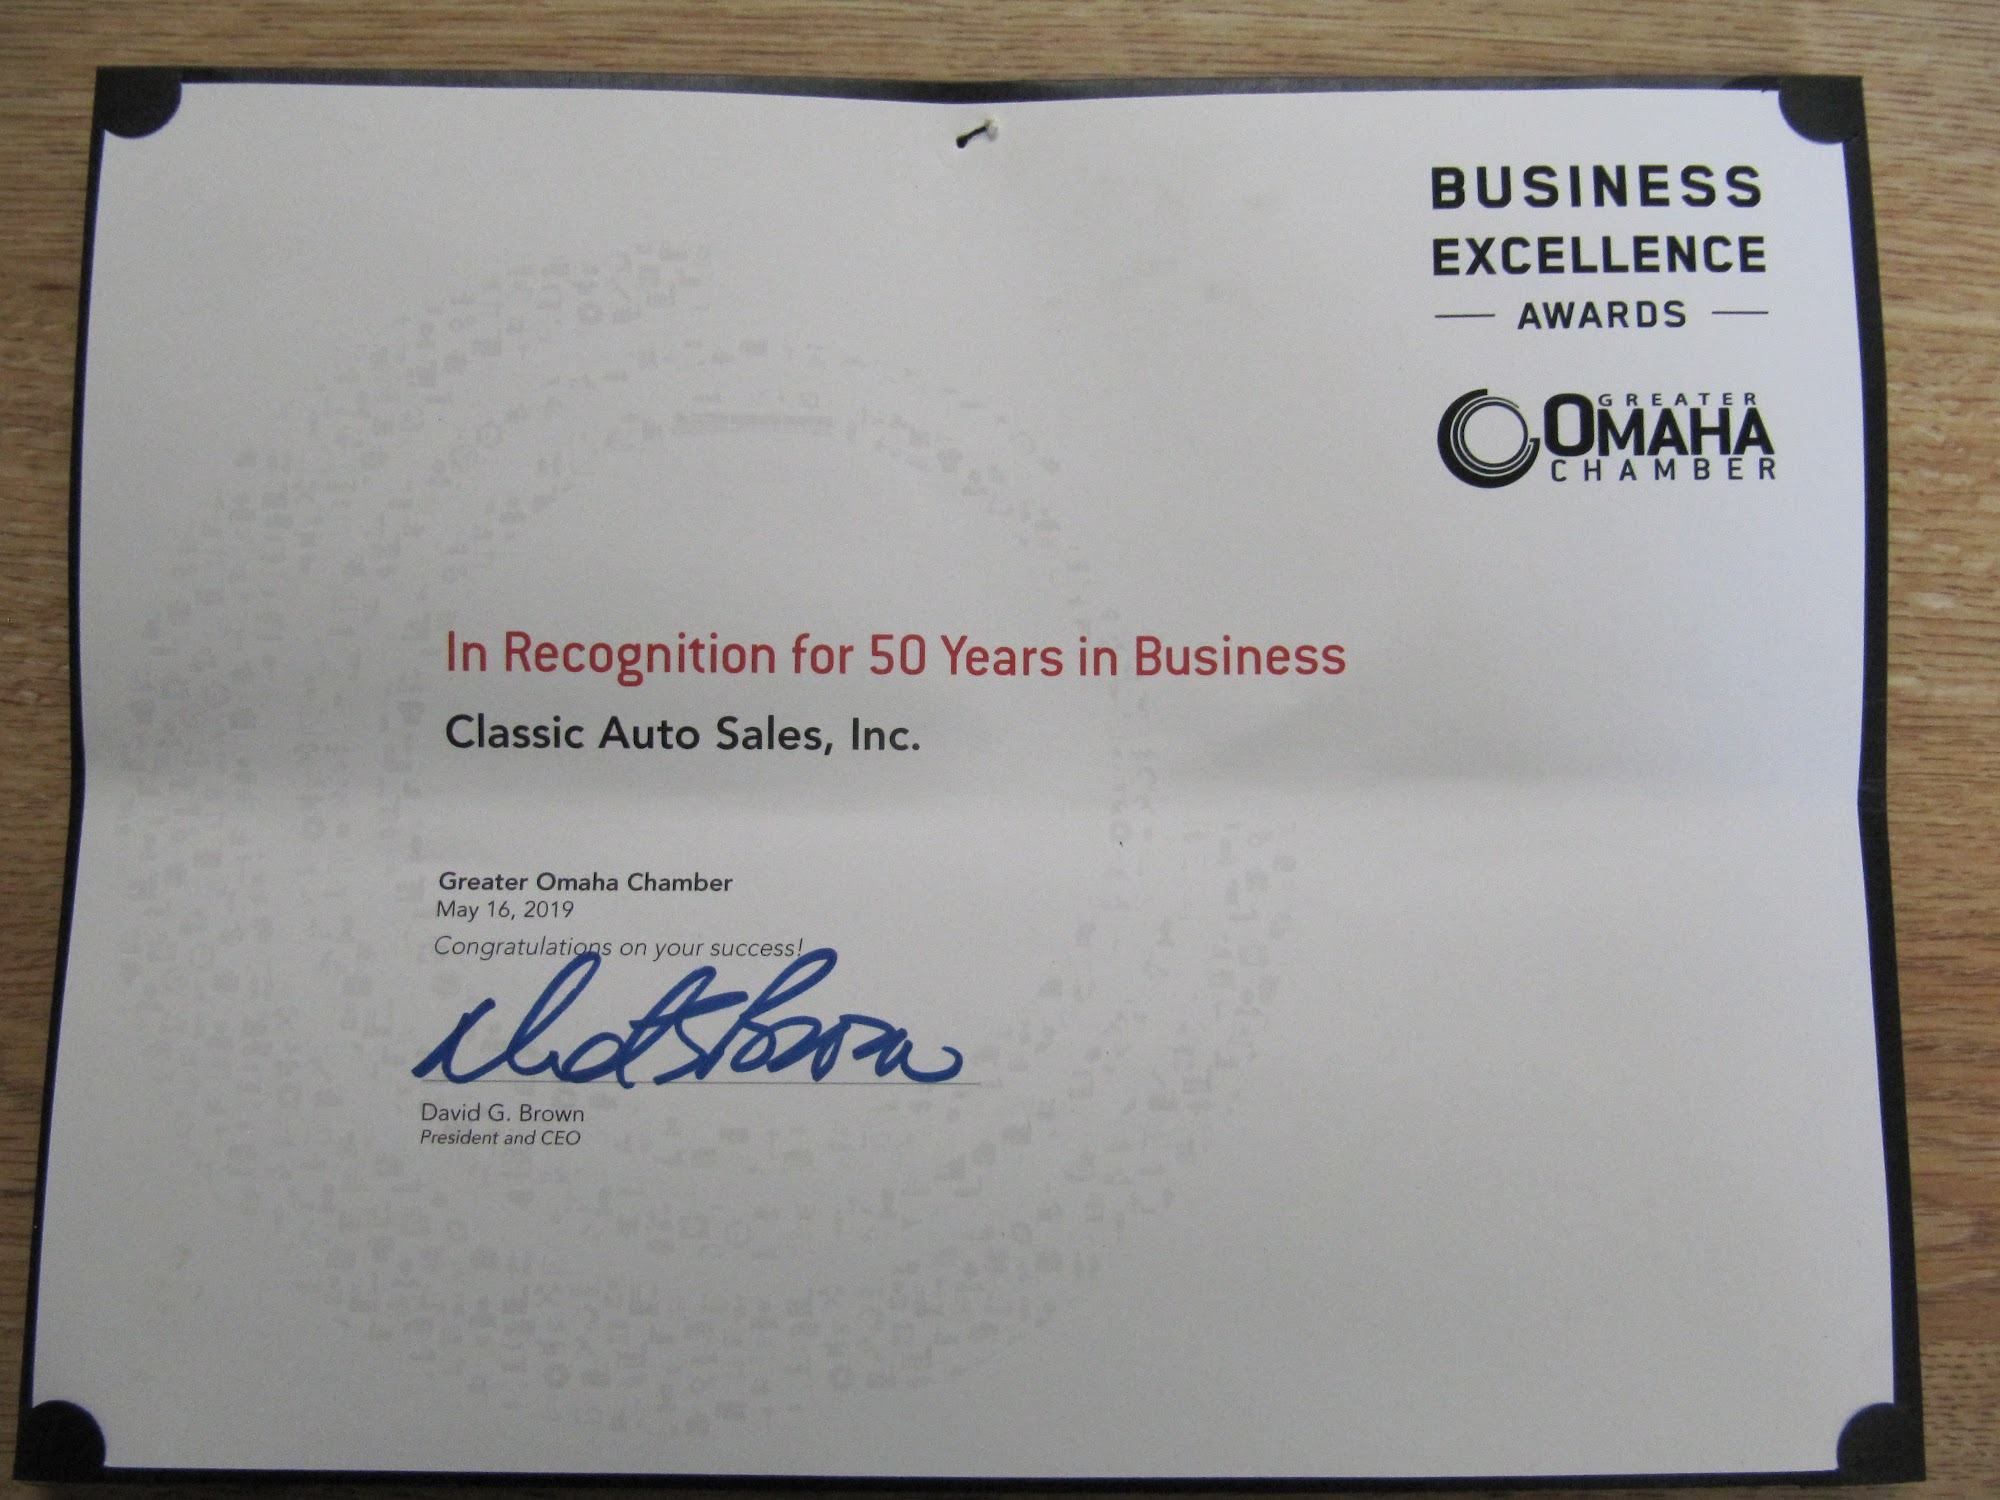 BUSINESS
EXCELLENCE
AWARDS
GREATER
OMAHA
CHAMBER
In Recognition for 50 Years in Business
Classic Auto Sales, Inc.
Greater Omaha Chamber
May 16, 2019
Congratulations on your success!
David G. Brown
President and CEO